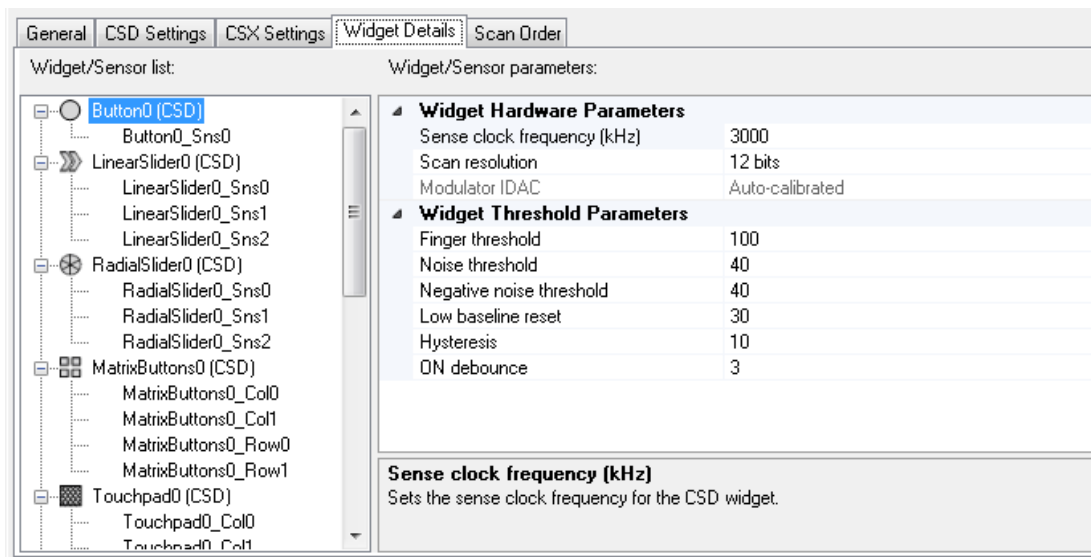 General CSD Settings CSX Settings Widget Details Scan Order
Widget/Sensor list:
Button0 (CSD)
Button0_Sns0
LinearSlider0 (CSD)
LinearSlider0_Sns0
LinearSlider0_Sns1
LinearSlider0_Sns2
RadialSlider0 (CSD)
RadialSlider0_Sns0
RadialSlider0_Sns1
RadialSlider0_Sns2
MatrixButtons0 (CSD)
MatrixButtons0_Col0
MatrixButtons0_Col1
MatrixButtons0_Row0
MatrixButtons0_Row1
Touchpad0 (CSD)
Touchpad0_Col0
Touchpad0_Col1
Widget/Sensor parameters:
Widget Hardware Parameters
Sense clock frequency (kHz) 3000
Scan resolution 12 bits
Modulator IDAC Auto-calibrated
Widget Threshold Parameters
Finger threshold 100
Noise threshold 40
Negative noise threshold 40
Low baseline reset 30
Hysteresis 10
ON debounce 3
Sense clock frequency (kHz)
Sets the sense clock frequency for the CSD widget.